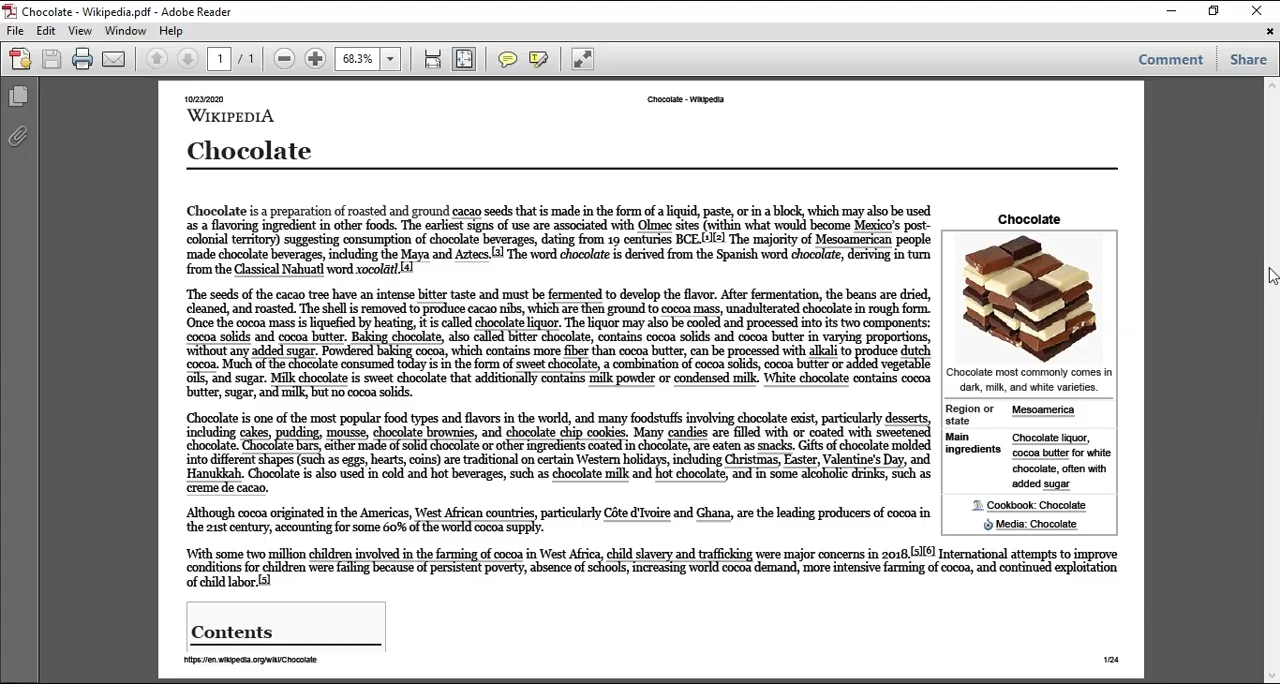 Chocolate - Wikipedia.pdf - Adobe Reader
File Edit View Window Help
1 / 1 68.3% Comment Share
10/23/2020 Chocolate - Wikipedia
WIKIPEDIA
Chocolate
Chocolate is a preparation of roasted and ground cacao seeds that is made in the form of a liquid, paste, or in a block, which may also be used
as a flavoring ingredient in other foods. The earliest signs of use are associated with Olmec sites (within what would become Mexico's post-
colonial territory) suggesting consumption of chocolate beverages, dating from 19 centuries BCE.[1][2] The majority of Mesoamerican people
made chocolate beverages, including the Maya and Aztecs.[3] The word chocolate is derived from the Spanish word chocolate, deriving in turn
from the Classical Nahuatl word xocolātl.[4]
The seeds of the cacao tree have an intense bitter taste and must be fermented to develop the flavor. After fermentation, the beans are dried,
cleaned, and roasted. The shell is removed to produce cacao nibs, which are then ground to cocoa mass, unadulterated chocolate in rough form.
Once the cocoa mass is liquefied by heating, it is called chocolate liquor. The liquor may also be cooled and processed into its two components:
cocoa solids and cocoa butter. Baking chocolate, also called bitter chocolate, contains cocoa solids and cocoa butter in varying proportions,
without any added sugar. Powdered baking cocoa, which contains more fiber than cocoa butter, can be processed with alkali to produce dutch
cocoa. Much of the chocolate consumed today is in the form of sweet chocolate, a combination of cocoa solids, cocoa butter or added vegetable
oils, and sugar. Milk chocolate is sweet chocolate that additionally contains milk powder or condensed milk. White chocolate contains cocoa
butter, sugar, and milk, but no cocoa solids.
Chocolate is one of the most popular food types and flavors in the world, and many foodstuffs involving chocolate exist, particularly desserts,
including cakes, pudding, mousse, chocolate brownies, and chocolate chip cookies. Many candies are filled with or coated with sweetened
chocolate. Chocolate bars, either made of solid chocolate or other ingredients coated in chocolate, are eaten as snacks. Gifts of chocolate molded
into different shapes (such as eggs, hearts, coins) are traditional on certain Western holidays, including Christmas, Easter, Valentine's Day, and
Hanukkah. Chocolate is also used in cold and hot beverages, such as chocolate milk and hot chocolate, and in some alcoholic drinks, such as
creme de cacao.
Although cocoa originated in the Americas, West African countries, particularly Côte d'Ivoire and Ghana, are the leading producers of cocoa in
the 21st century, accounting for some 60% of the world cocoa supply.
With some two million children involved in the farming of cocoa in West Africa, child slavery and trafficking were major concerns in 2018.[5][6] International attempts to improve
conditions for children were failing because of persistent poverty, absence of schools, increasing world cocoa demand, more intensive farming of cocoa, and continued exploitation
of child labor.[5]
Chocolate
Chocolate most commonly comes in
dark, milk, and white varieties.
Region or Mesoamerica
state
Main Chocolate liquor,
ingredients cocoa butter for white
chocolate, often with
added sugar
Cookbook: Chocolate
Media: Chocolate
Contents
https://en.wikipedia.org/wiki/Chocolate 1/24